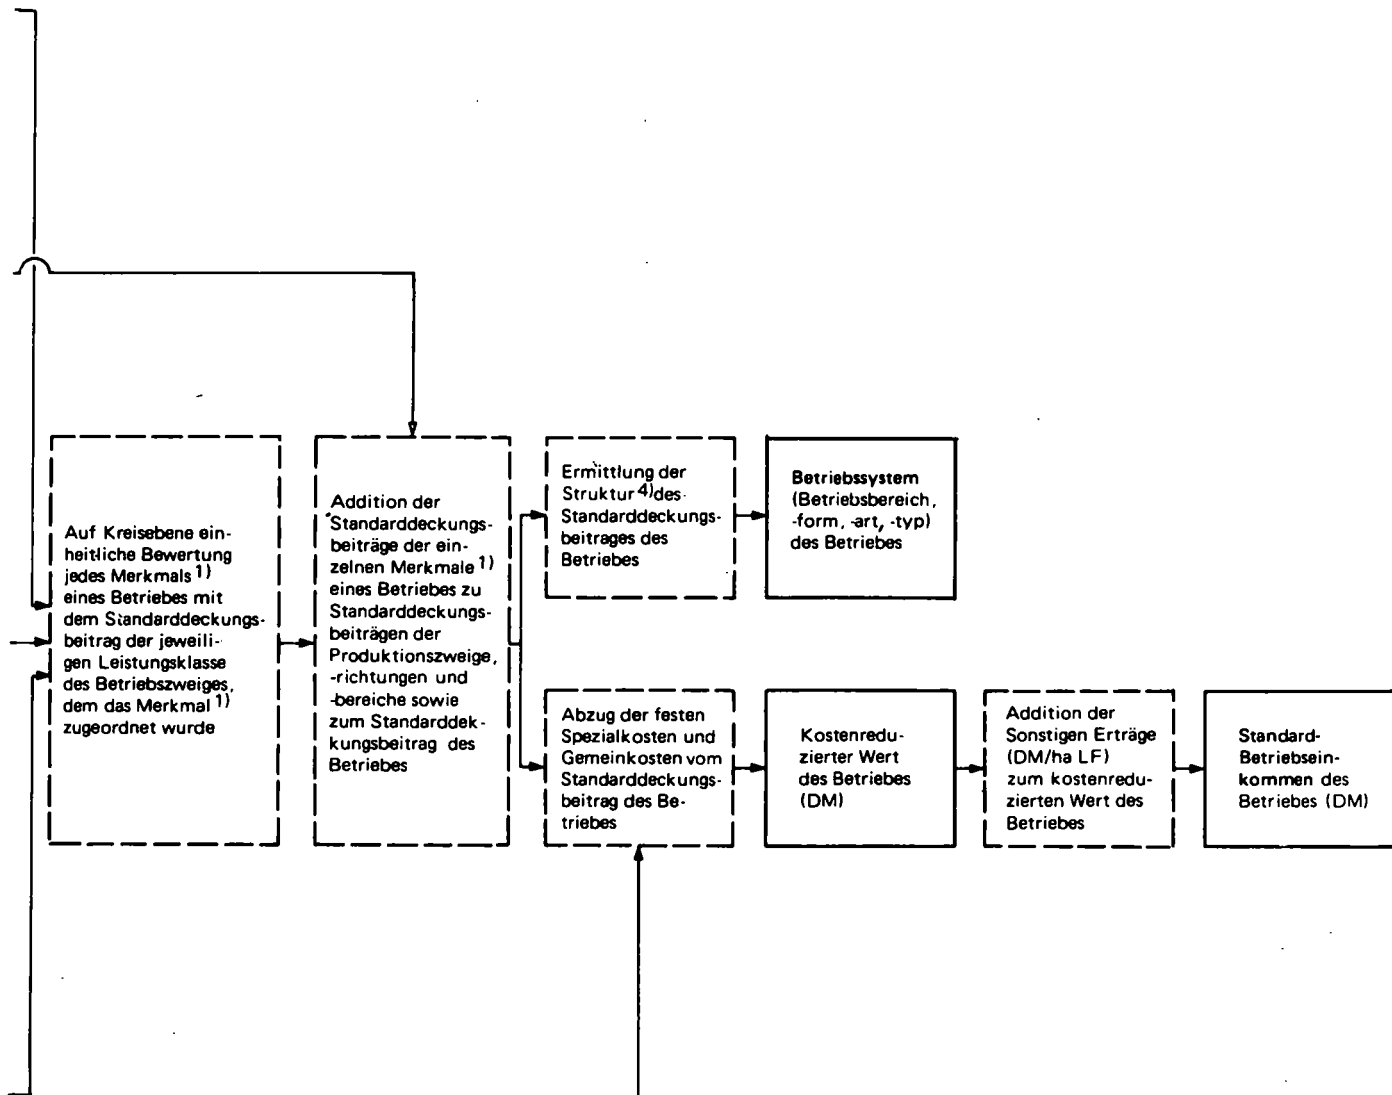 Auf Kreisebene ein-
heitliche Bewertung
jedes Merkmals 1)
eines Betriebes mit
dem Standarddeckungs-
beitrag der jeweili-
gen Leistungsklasse
des Betriebszweiges,
dem das Merkmal 1)
zugeordnet wurde
Addition der
Standarddeckungs-
beiträge der ein-
zelnen Merkmale 1)
eines Betriebes zu
Standarddeckungs-
beiträgen der
Produktionszweige,
-richtungen und
-bereiche sowie
zum Standarddek-
kungsbeitrag des
Betriebes
Ermittlung der
Struktur 4) des
Standarddeckungs-
beitrages des
Betriebes
Betriebssystem
(Betriebsbereich,
-form, -art, -typ)
des Betriebes
Abzug der festen
Spezialkosten und
Gemeinkosten vom
Standarddeckungs-
beitrag des Be-
triebes
Kostenredu-
zierter Wert
des Betriebes
(DM)
Addition der
Sonstigen Erträge
(DM/ha LF)
zum kostenredu-
zierten Wert des
Betriebes
Standard-
Betriebsein-
kommen des
Betriebes (DM)